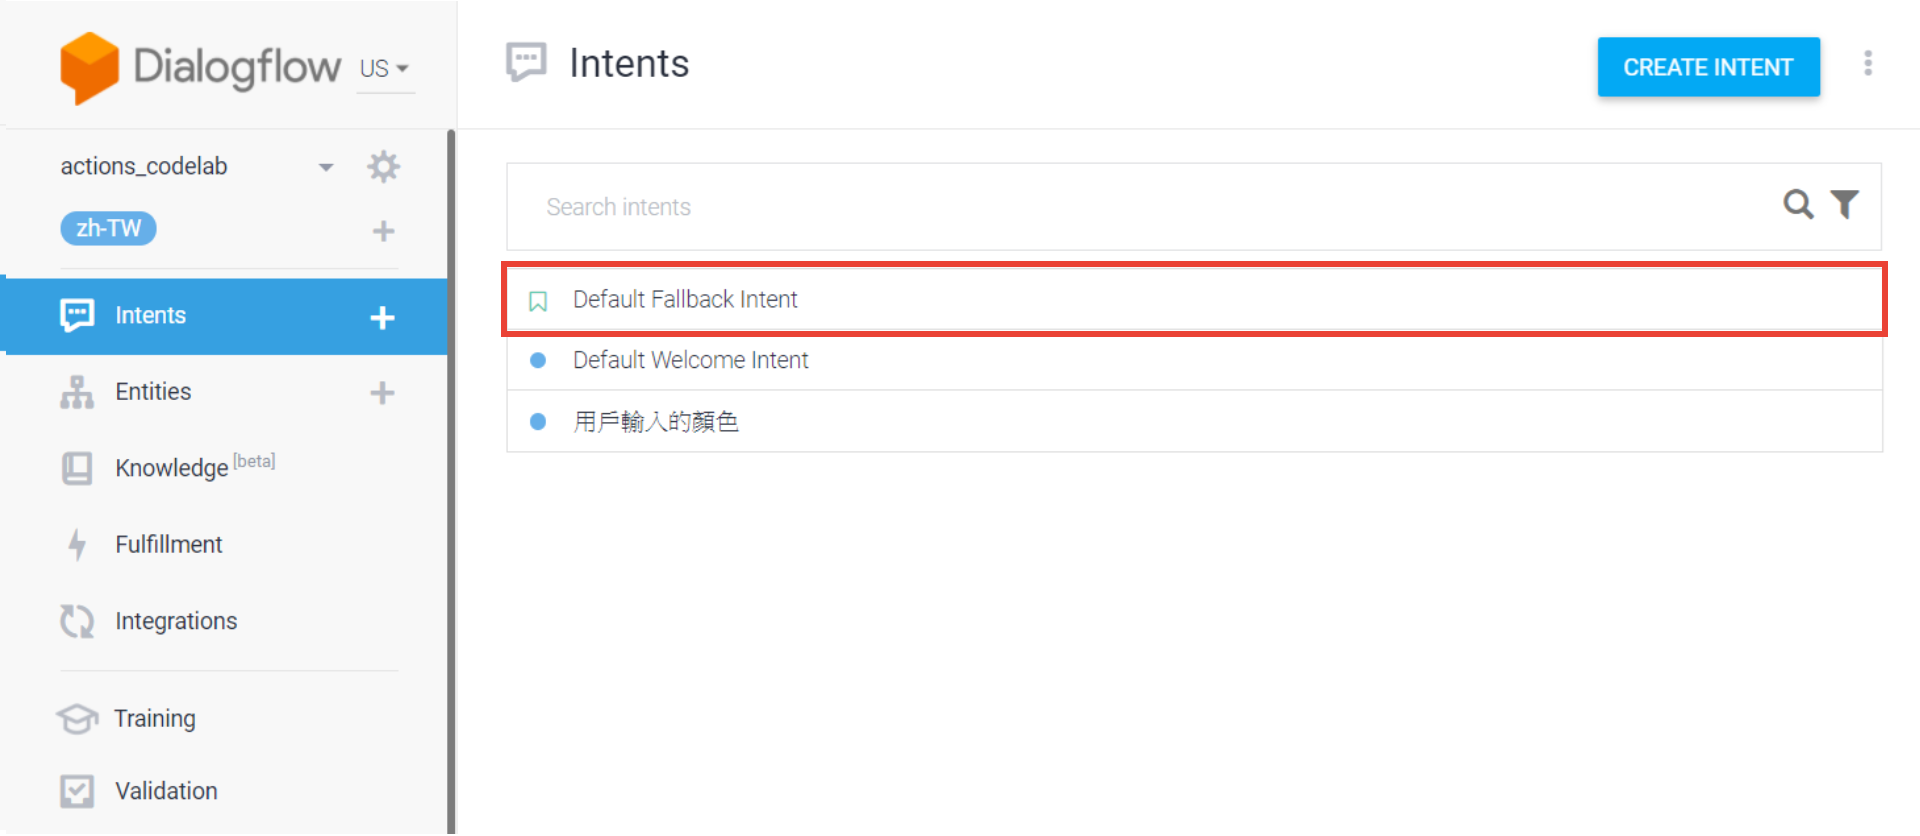 Dialogflow US
Intents
CREATE INTENT
actions_codelab
zh-TW
Search intents
Intents
Default Fallback Intent
Default Welcome Intent
用戶輸入的顏色
Entities
Knowledge [beta]
Fulfillment
Integrations
Training
Validation